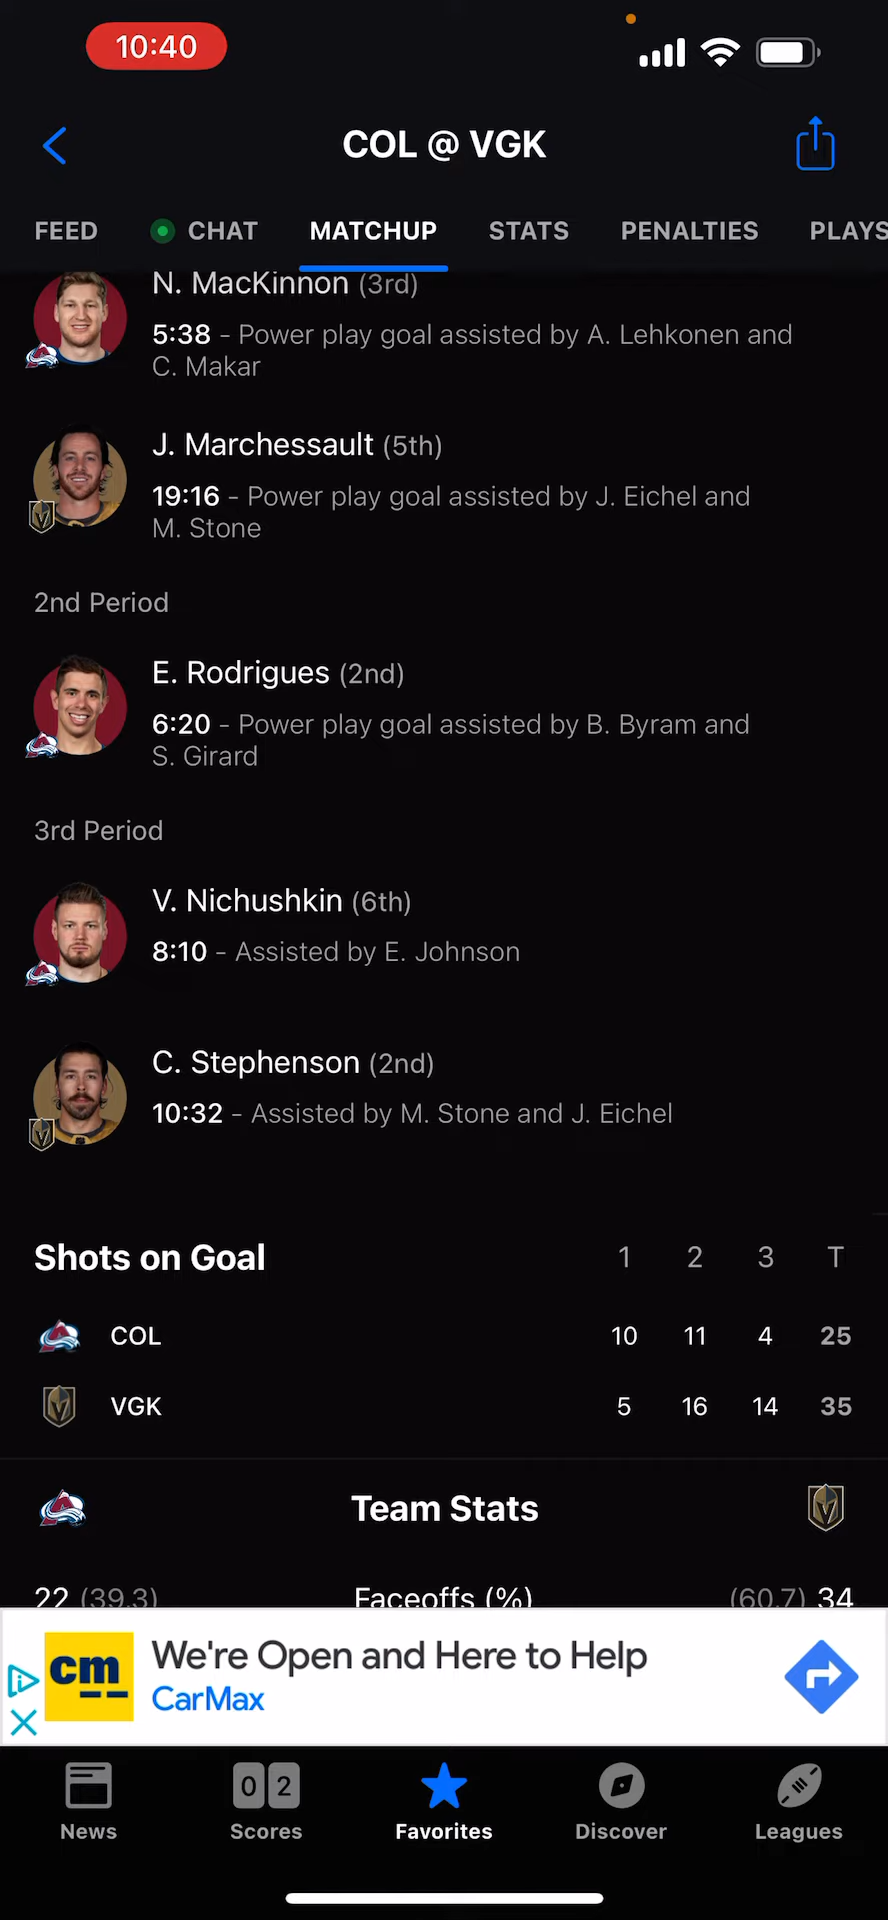 10:40
COL @ VGK
FEED CHAT MATCHUP STATS PENALTIES PLAYS
N. MacKinnon (3rd)
5:38 - Power play goal assisted by A. Lehkonen and
C. Makar
J. Marchessault (5th)
19:16 - Power play goal assisted by J. Eichel and
M. Stone
2nd Period
E. Rodrigues (2nd)
6:20 - Power play goal assisted by B. Byram and
S. Girard
3rd Period
V. Nichushkin (6th)
8:10 - Assisted by E. Johnson
C. Stephenson (2nd)
10:32 - Assisted by M. Stone and J. Eichel
Shots on Goal 1 2 3 T
COL 10 11 4 25
VGK 5 16 14 35
Team Stats
22 (39.3) Faceoffs (%) (60.7) 34
cm
We're Open and Here to Help
CarMax
0 2
News Scores Favorites Discover Leagues